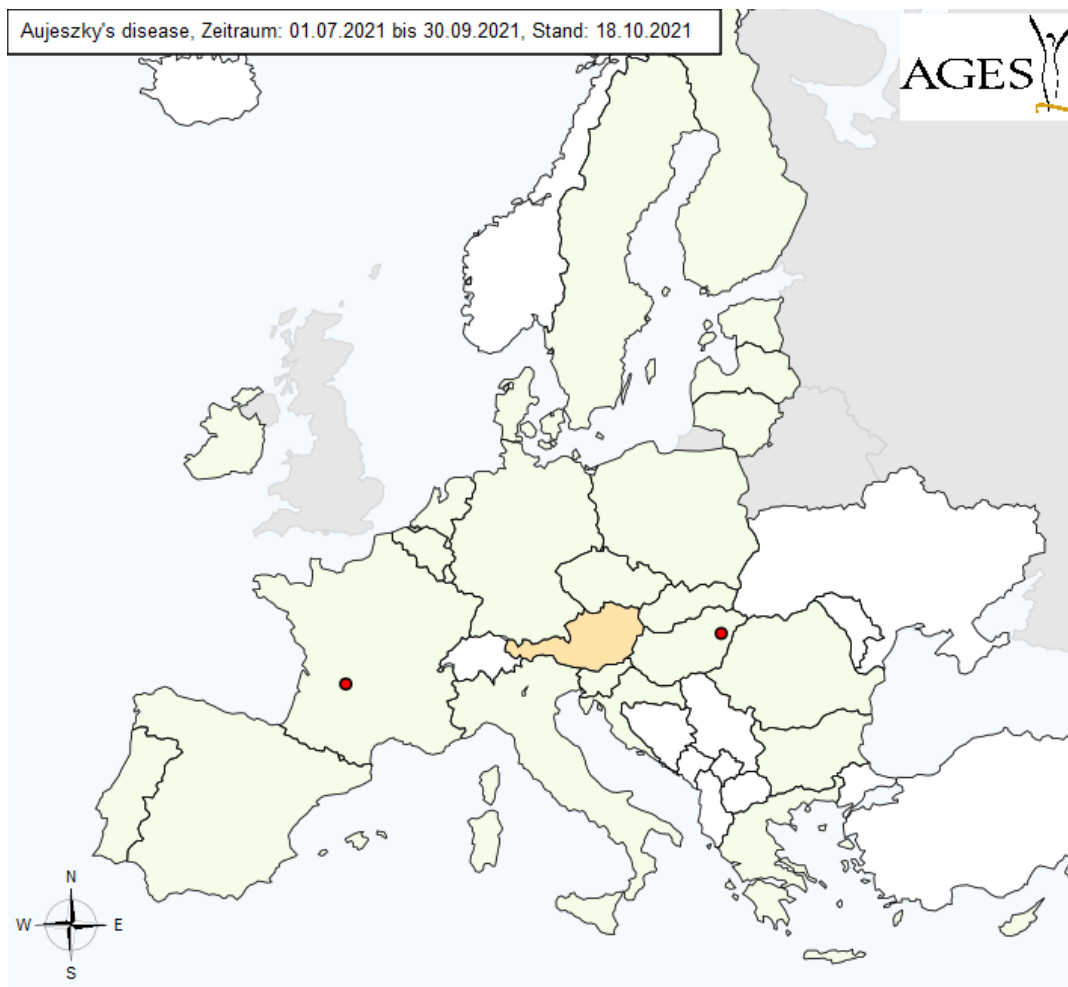 Aujeszky's disease, Zeitraum: 01.07.2021 bis 30.09.2021, Stand: 18.10.2021
AGES
N
W E
S